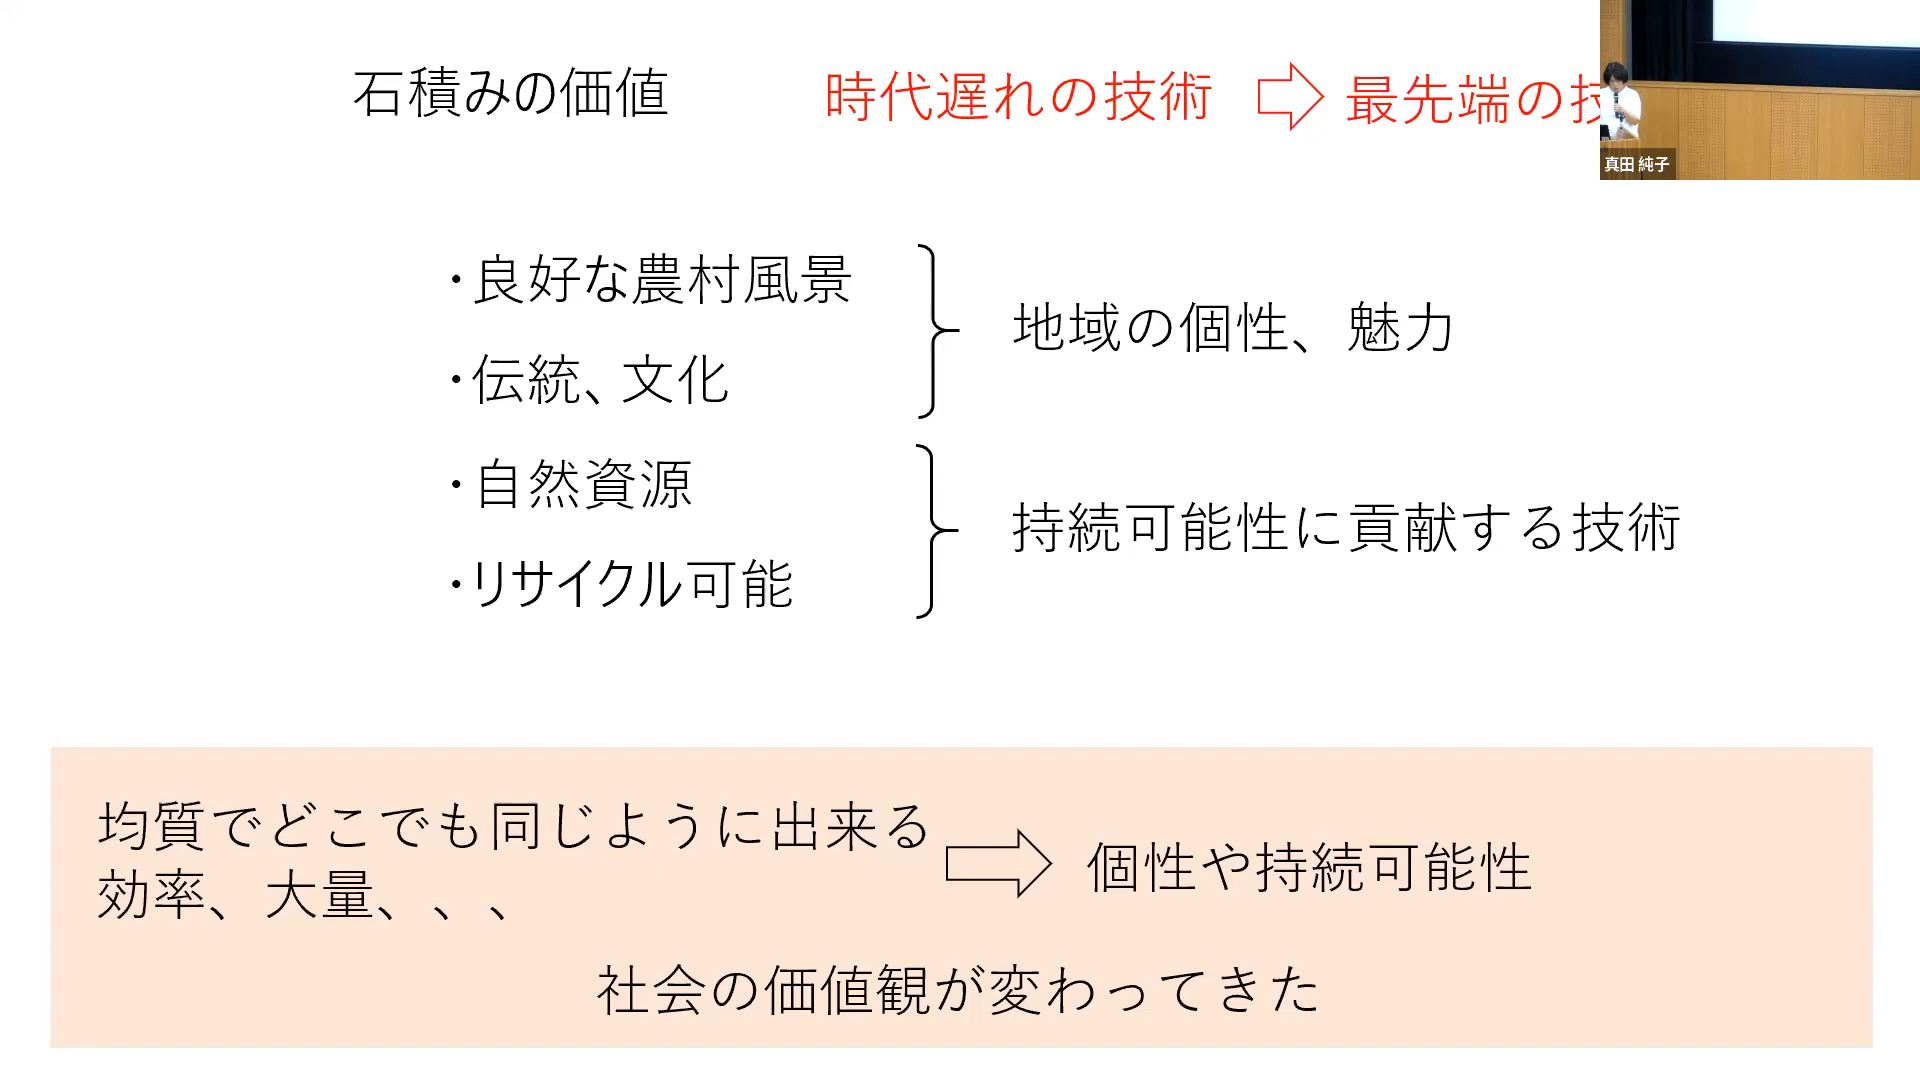 石積みの価値
時代遅れの技術
最先端の技
真田 純子
・良好な農村風景
・伝統、文化
地域の個性、魅力
・自然資源
・リサイクル可能
持続可能性に貢献する技術
均質でどこでも同じように出来る
効率、大量、、、
個性や持続可能性
社会の価値観が変わってきた